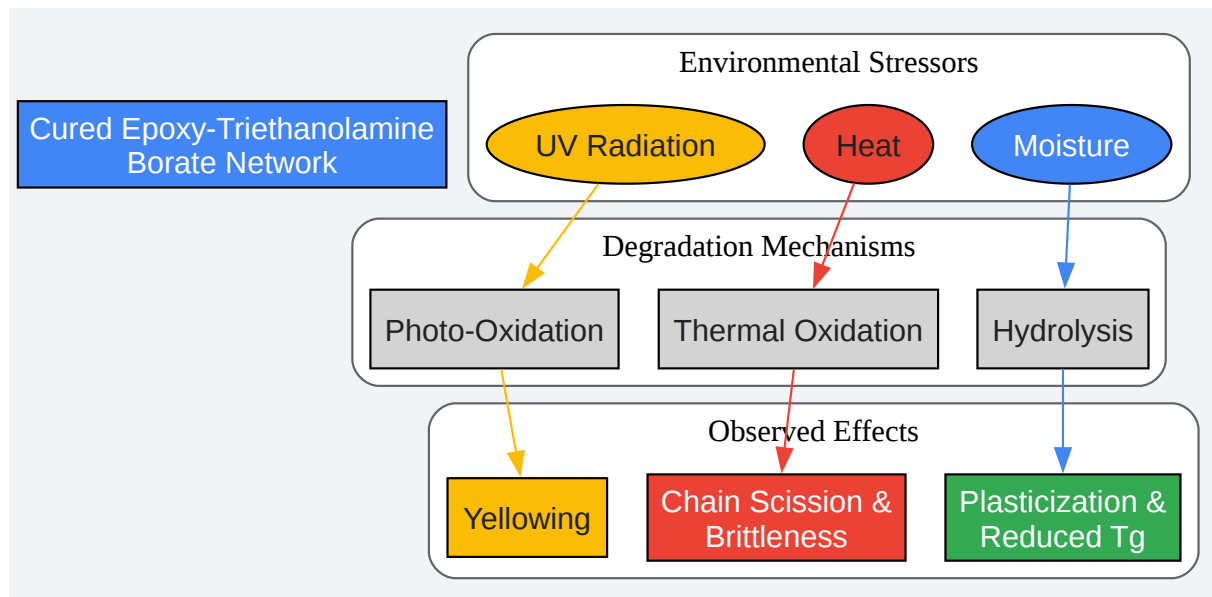 Environmental Stressors
Cured Epoxy-Triethanolamine
Borate Network
UV Radiation
Heat
Moisture
Degradation Mechanisms
Photo-Oxidation
Thermal Oxidation
Hydrolysis
Observed Effects
Yellowing
Chain Scission &
Brittleness
Plasticization &
Reduced Tg